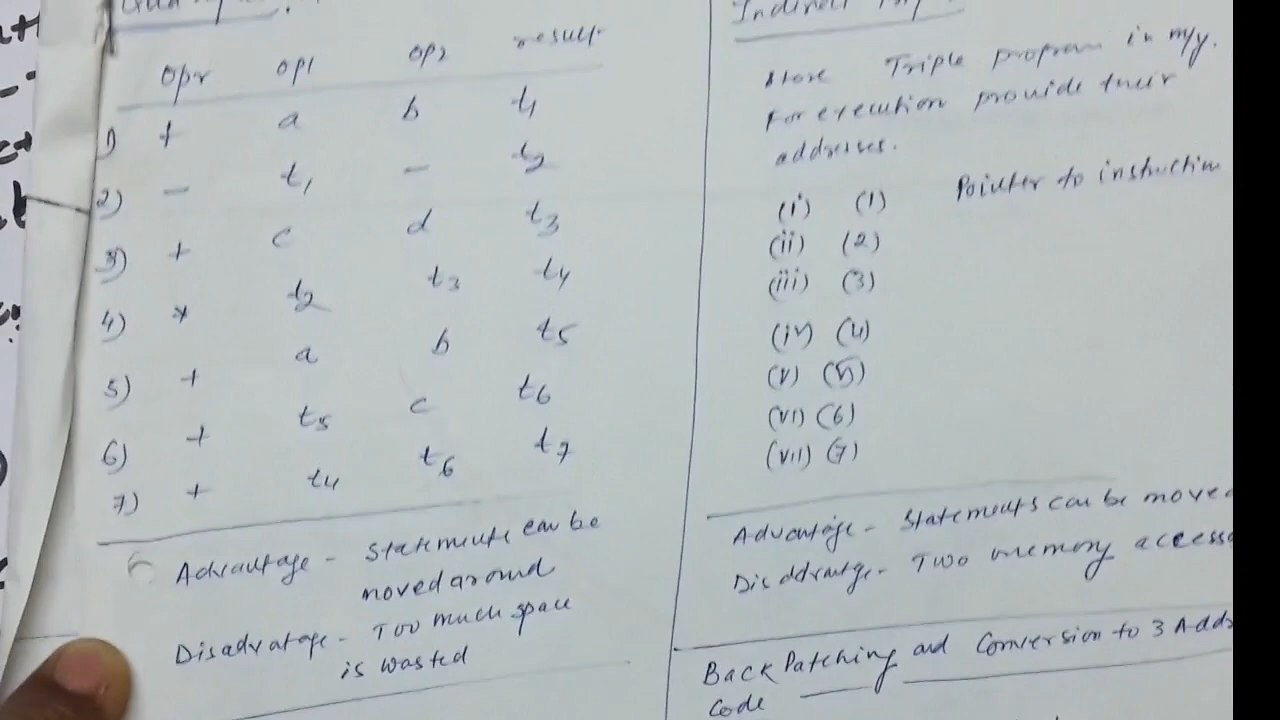 opr op1 op2 result
1) + a b t1
2) - t1 - t2
3) + c d t3
4) * t2 t3 t4
5) + a b t5
6) + t5 c t6
7) + t4 t6 t7
Advantage - Statements can be
moved around
Disadvatage - Too much space
is wasted
Indirect
store Triple program in m/y.
For execution provide their
addresses.
(i) (1) Pointer to instruction
(ii) (2)
(iii) (3)
(iv) (4)
(v) (5)
(vi) (6)
(vii) (7)
Advantage - Statements can be moved
Disadvantage - Two memory access
Back Patching and Conversion to 3 Addr
Code